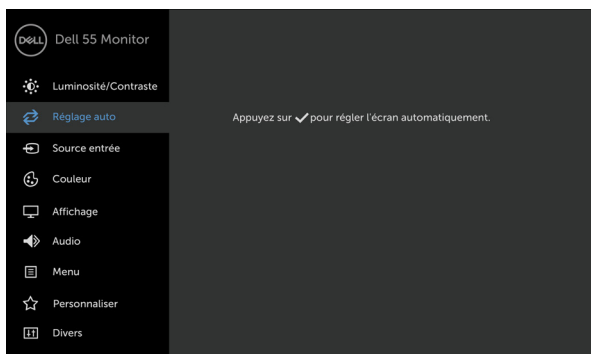 DELL
Dell 55 Monitor
Luminosité/Contraste
Réglage auto
Appuyez sur ✓ pour régler l'écran automatiquement.
Source entrée
Couleur
Affichage
Audio
Menu
Personnaliser
Divers